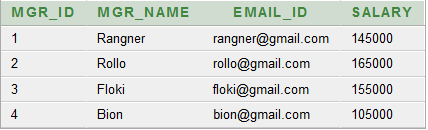 MGR_ID MGR_NAME EMAIL_ID SALARY
1 Rangner rangner@gmail.com 145000
2 Rollo rollo@gmail.com 165000
3 Floki floki@gmail.com 155000
4 Bion bion@gmail.com 105000